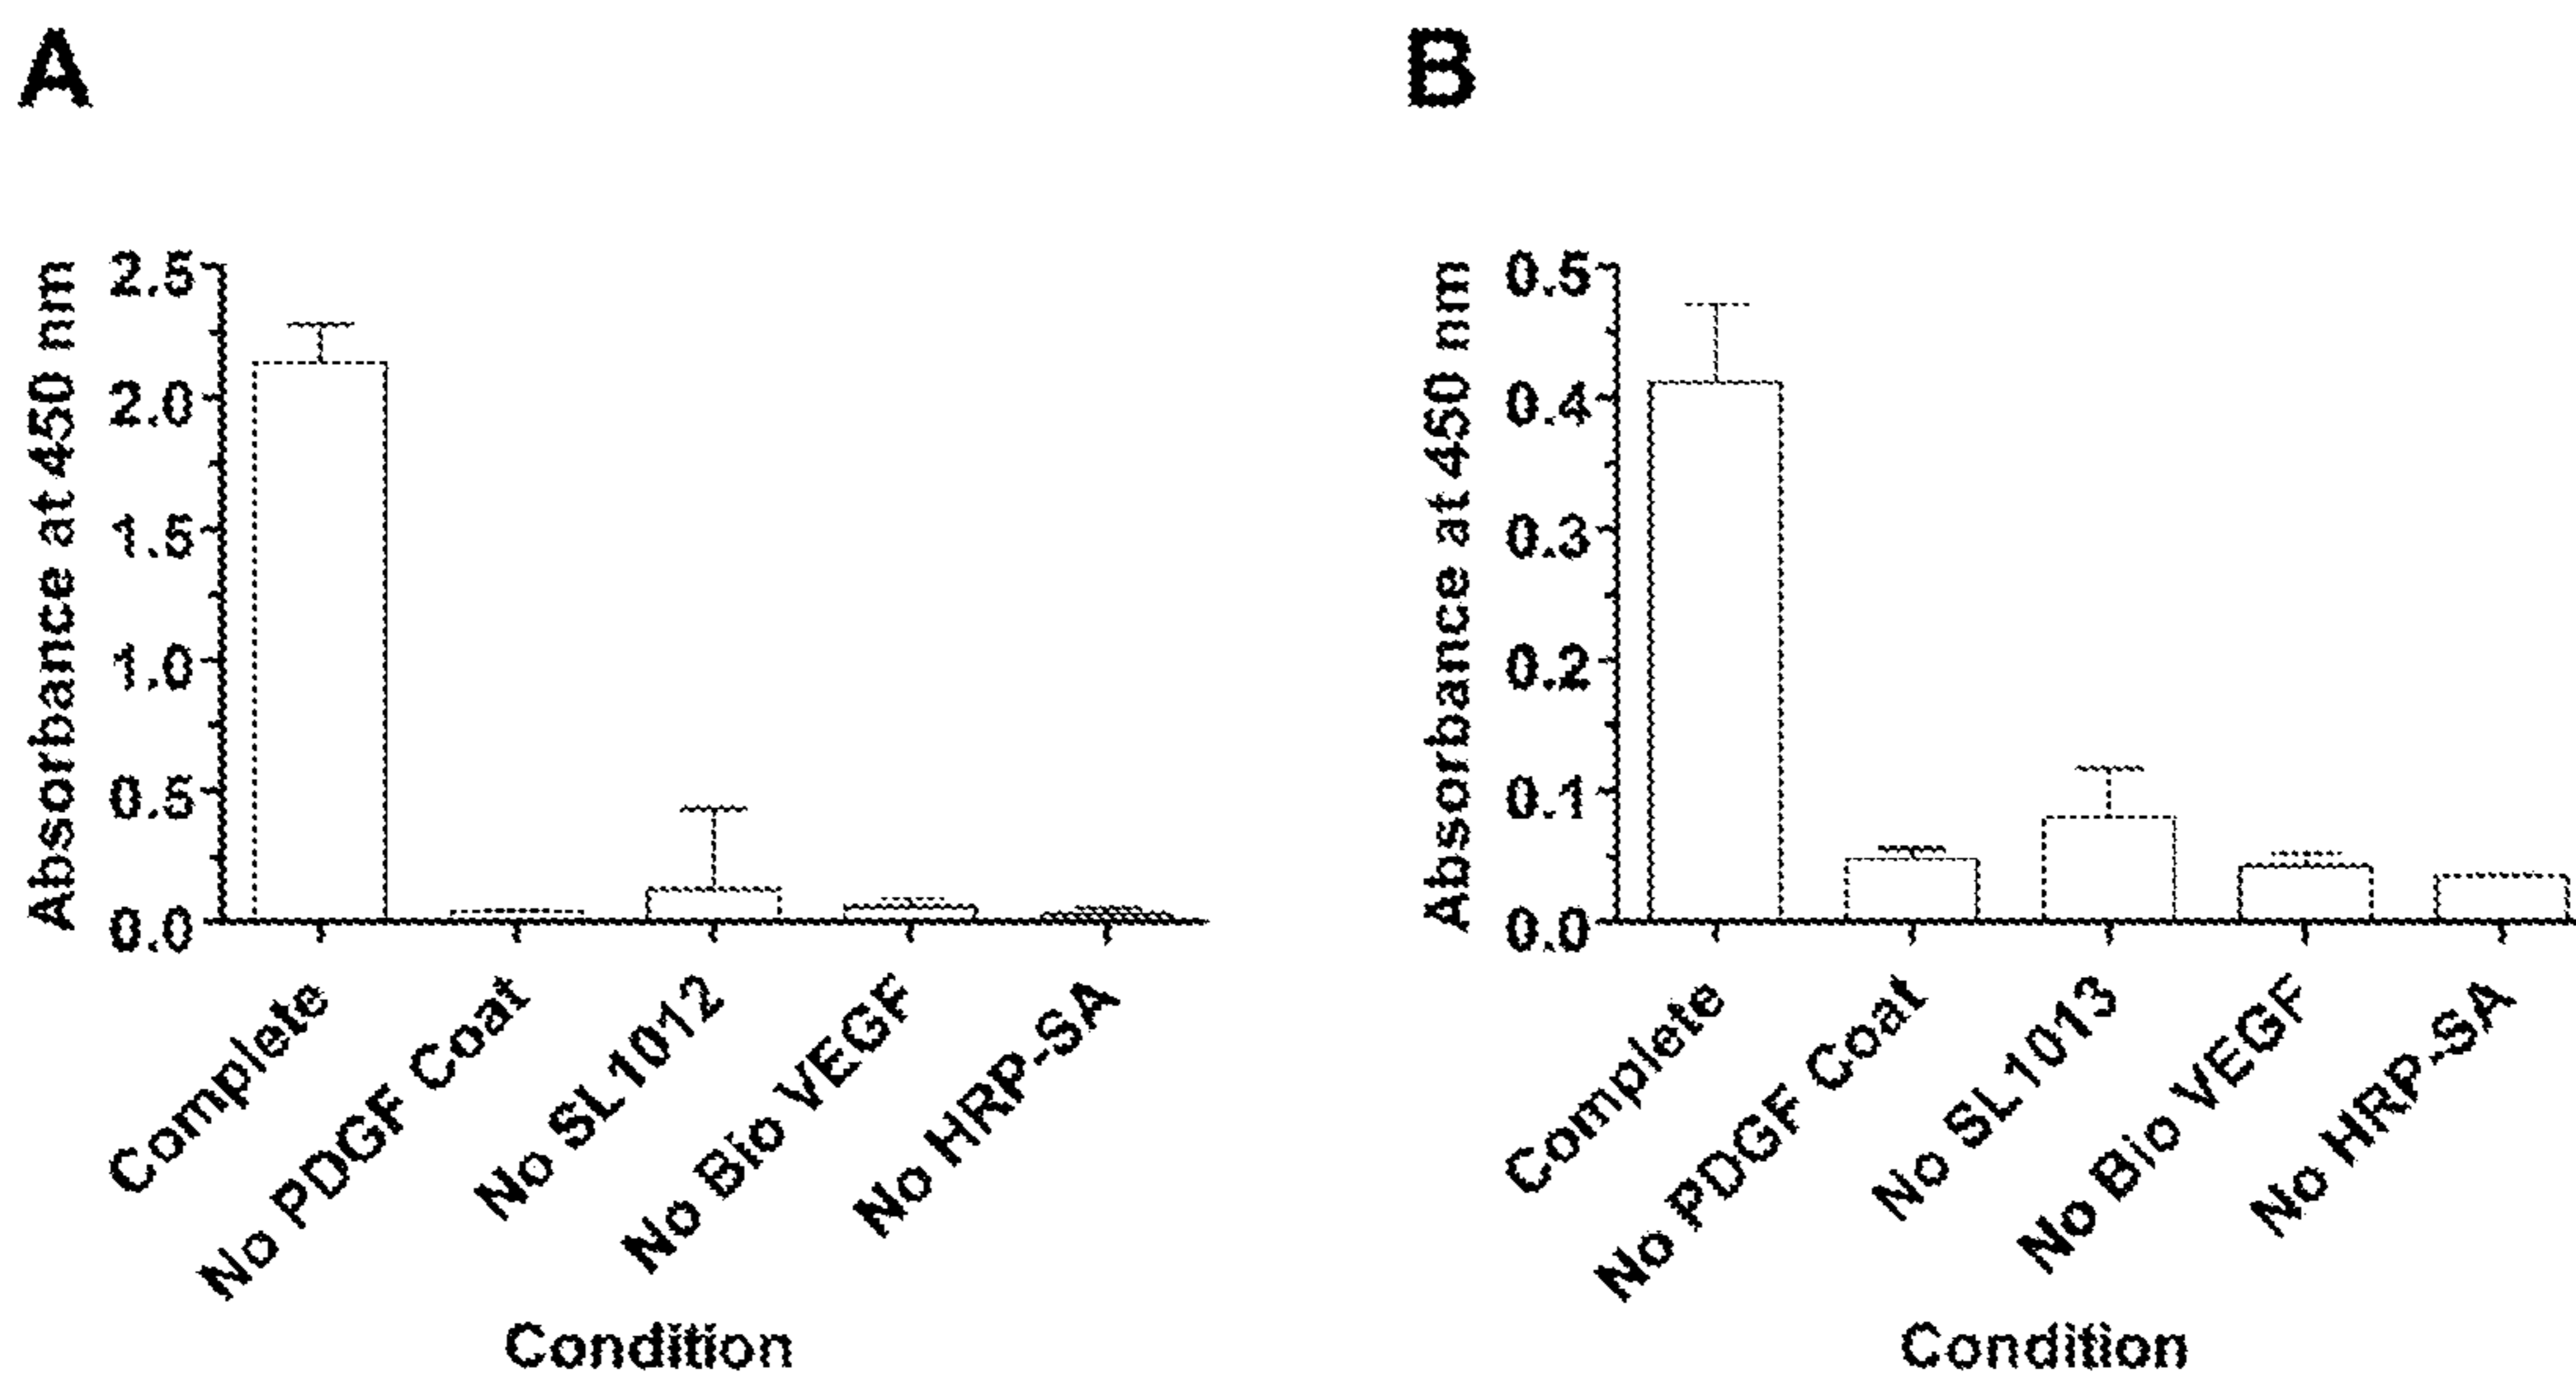 A
B
Absorbance at 450 nm
2.5
2.0
1.5
1.0
0.5
0.0
Complete
No PDGF Coat
No SL1012
No Bio VEGF
No HRP-SA
Condition
Absorbance at 450 nm
0.5
0.4
0.3
0.2
0.1
0.0
Complete
No PDGF Coat
No SL1013
No Bio VEGF
No HRP-SA
Condition